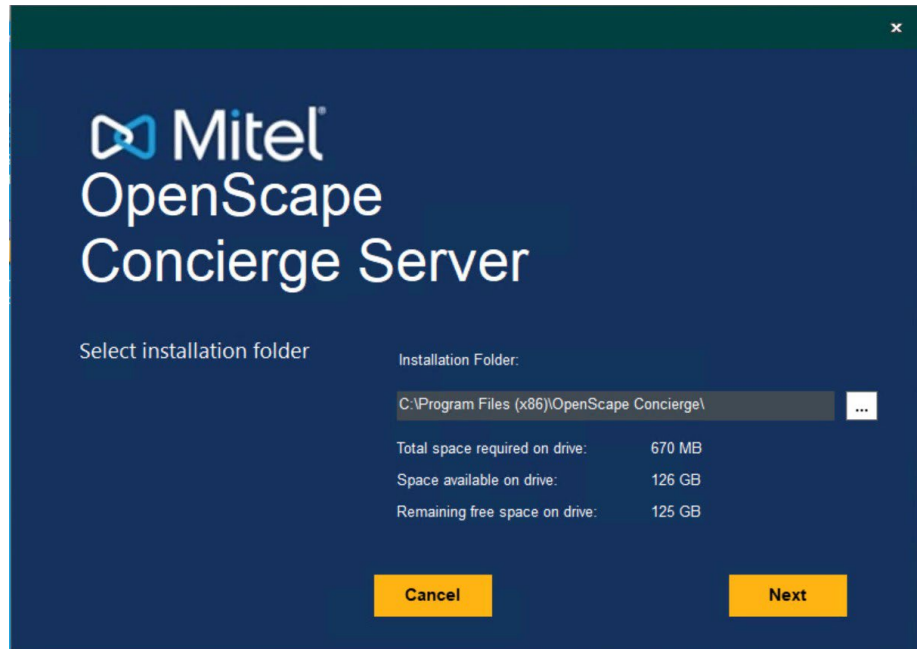 x
Mitel®
OpenScape
Concierge Server
Select installation folder
Installation Folder:
C:\Program Files (x86)\OpenScape Concierge\
...
Total space required on drive: 670 MB
Space available on drive: 126 GB
Remaining free space on drive: 125 GB
Cancel
Next